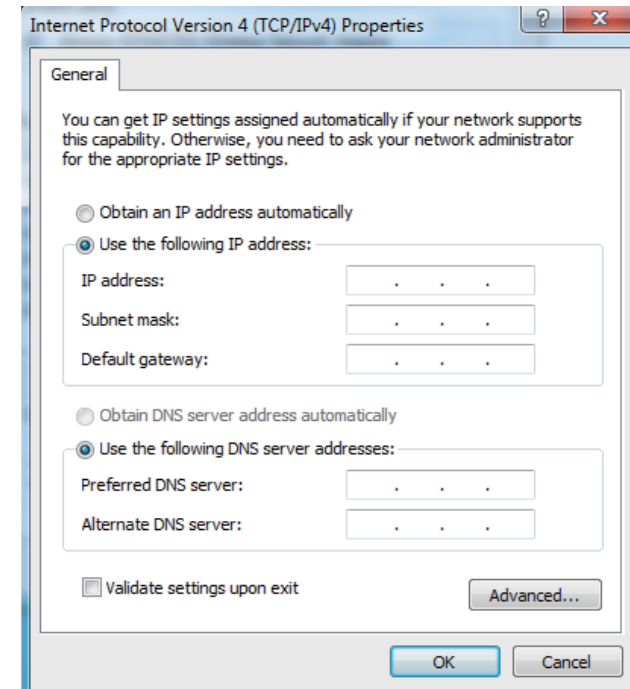 Internet Protocol Version 4 (TCP/IPv4) Properties
General
You can get IP settings assigned automatically if your network supports
this capability. Otherwise, you need to ask your network administrator
for the appropriate IP settings.
Obtain an IP address automatically
Use the following IP address:
IP address: . . .
Subnet mask: . . .
Default gateway: . . .
Obtain DNS server address automatically
Use the following DNS server addresses:
Preferred DNS server: . . .
Alternate DNS server: . . .
Validate settings upon exit
Advanced...
OK Cancel